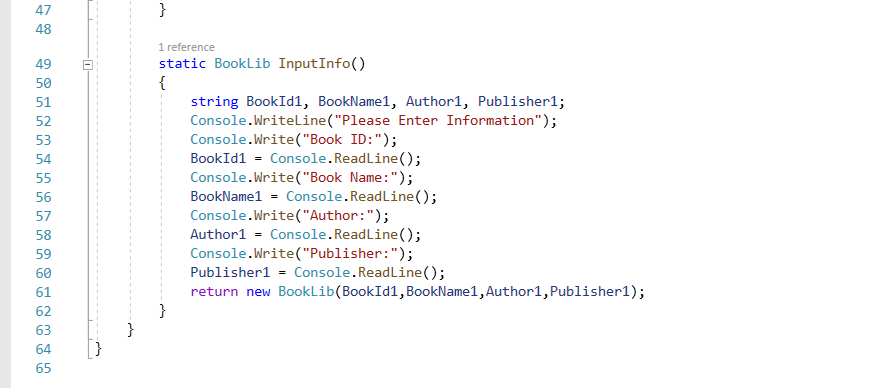 47 }
48
1 reference
49 static BookLib InputInfo()
50 {
51 string BookId1, BookName1, Author1, Publisher1;
52 Console.WriteLine("Please Enter Information");
53 Console.Write("Book ID:");
54 BookId1 = Console.ReadLine();
55 Console.Write("Book Name:");
56 BookName1 = Console.ReadLine();
57 Console.Write("Author:");
58 Author1 = Console.ReadLine();
59 Console.Write("Publisher:");
60 Publisher1 = Console.ReadLine();
61 return new BookLib(BookId1,BookName1,Author1,Publisher1);
62 }
63 }
64 }
65